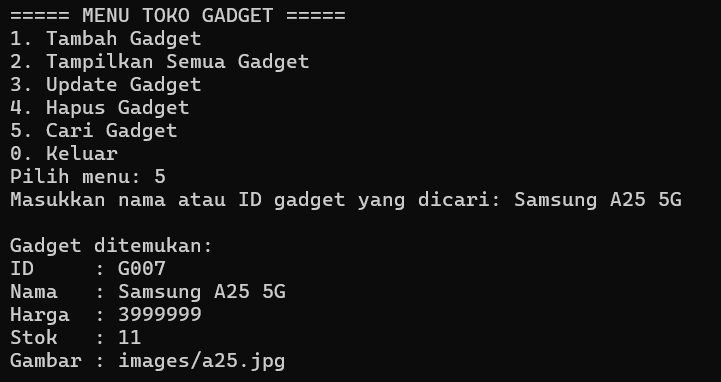 ===== MENU TOKO GADGET =====
1. Tambah Gadget
2. Tampilkan Semua Gadget
3. Update Gadget
4. Hapus Gadget
5. Cari Gadget
0. Keluar
Pilih menu: 5
Masukkan nama atau ID gadget yang dicari: Samsung A25 5G

Gadget ditemukan:
ID     : G007
Nama   : Samsung A25 5G
Harga  : 3999999
Stok   : 11
Gambar : images/a25.jpg